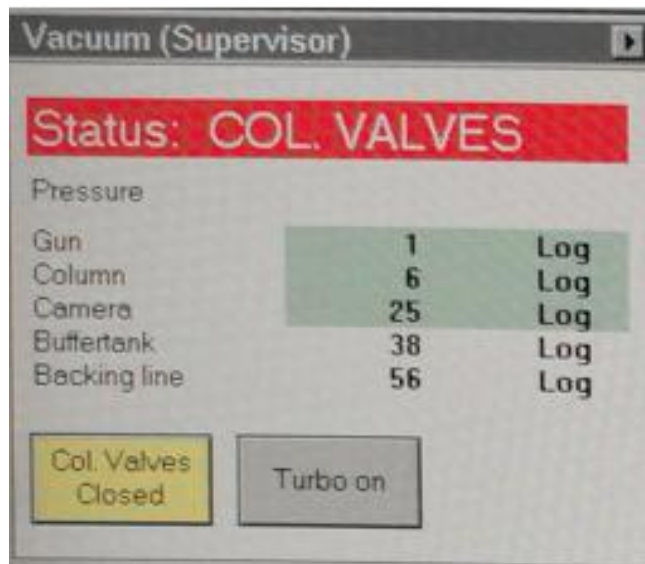 Vacuum (Supervisor)
Status: COL. VALVES
Pressure
Gun 1 Log
Column 6 Log
Camera 25 Log
Buffertank 38 Log
Backing line 56 Log
Col. Valves
Closed
Turbo on